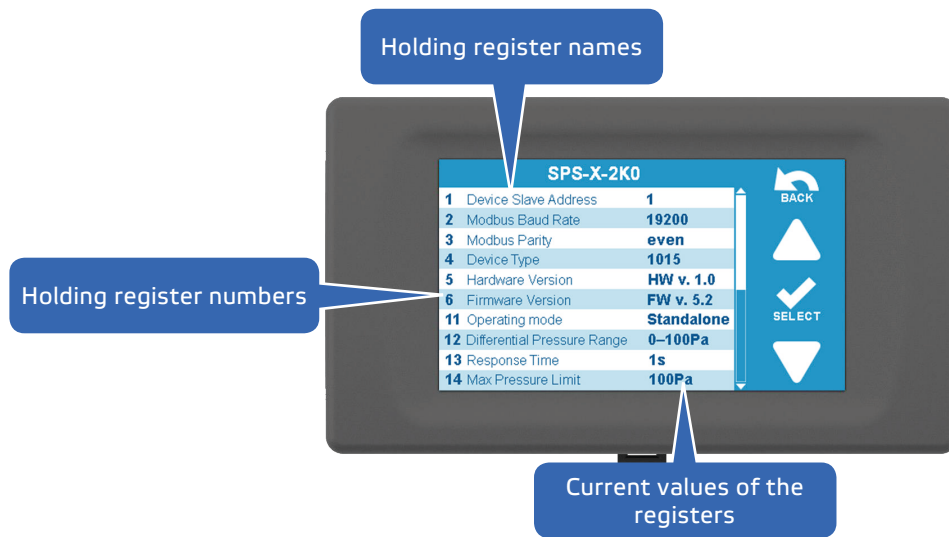 Holding register names
SPS-X-2K0
BACK
1 Device Slave Address 1
2 Modbus Baud Rate 19200
3 Modbus Parity even
4 Device Type 1015
5 Hardware Version HW v. 1.0
Holding register numbers
6 Firmware Version FW v. 5.2
SELECT
11 Operating mode Standalone
12 Differential Pressure Range 0–100Pa
13 Response Time 1s
14 Max Pressure Limit 100Pa
Current values of the
registers